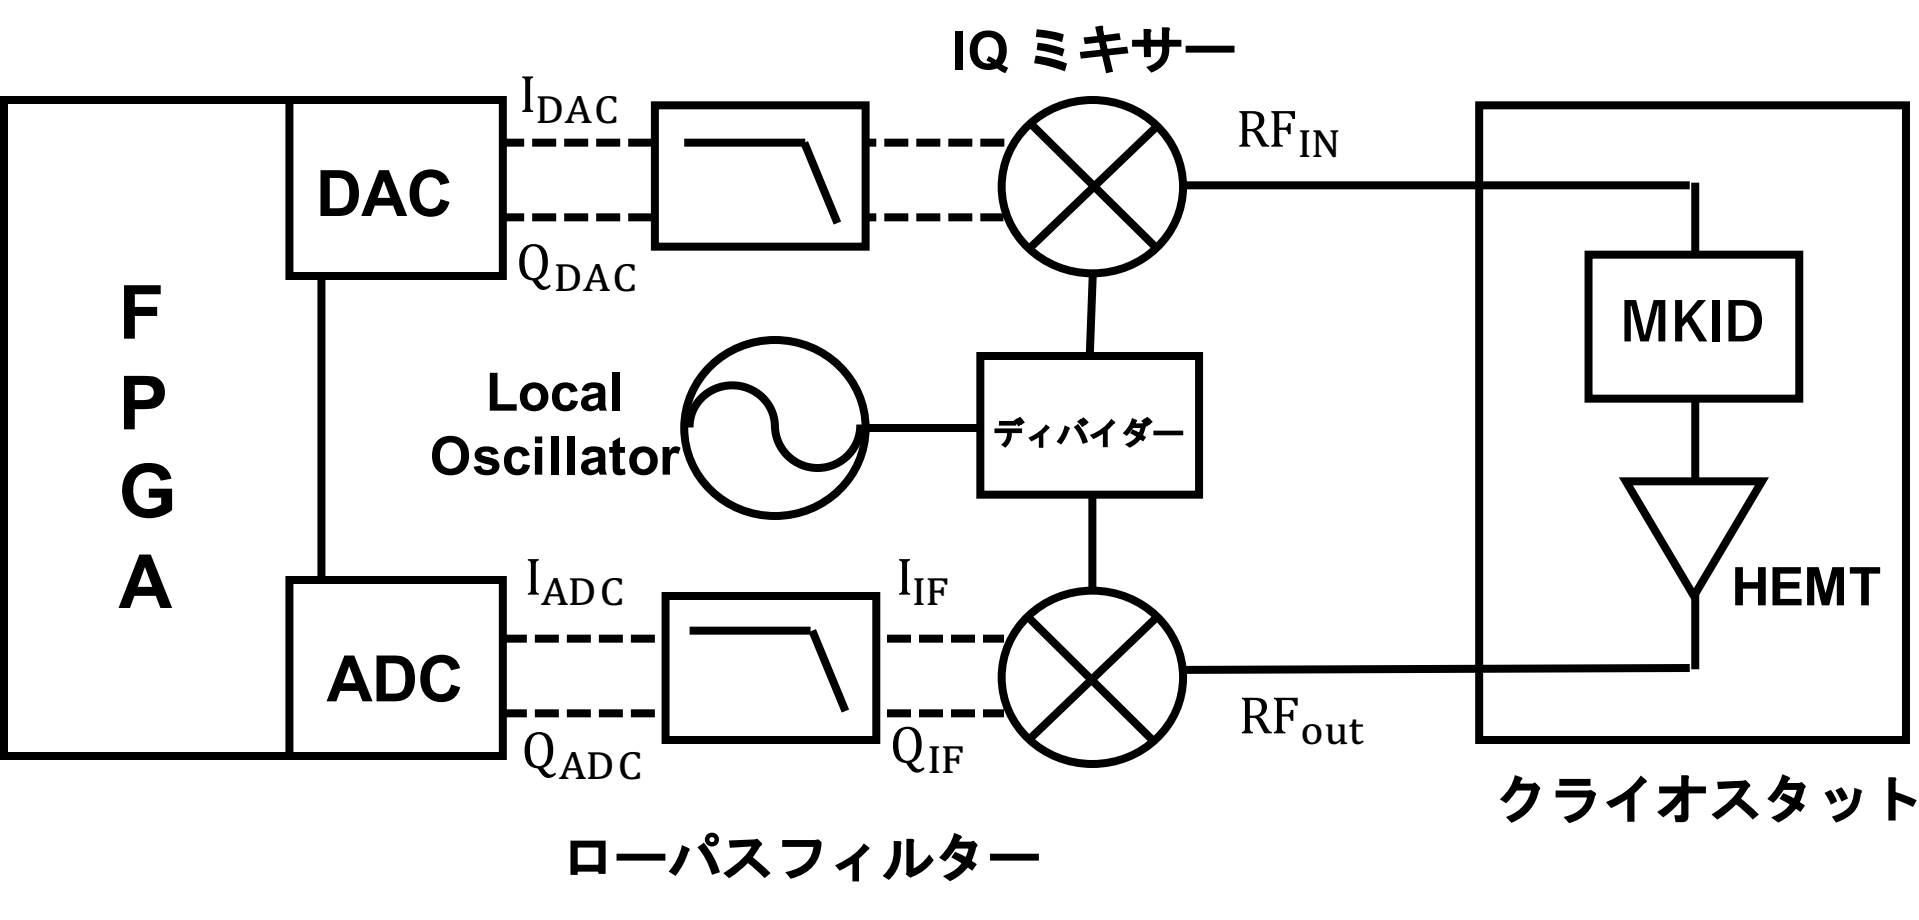 IQ ミキサー
I_DAC
RF_IN
DAC
Q_DAC
F
P
G
A
MKID
Local
Oscillator
ディバイダー
I_ADC
I_IF
HEMT
ADC
RF_out
Q_ADC
Q_IF
クライオスタット
ローパスフィルター